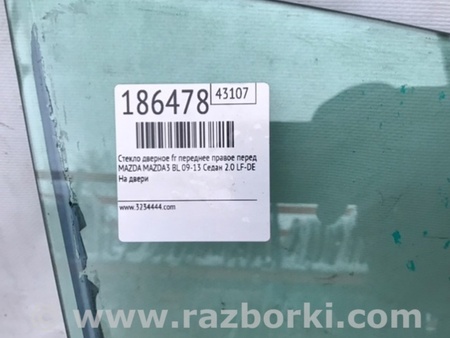 186478
43107
Стекло дверное fr переднее правое перед
MAZDA MAZDA3 BL 09-13 Седан 2.0 LF-DE
На двери
www.3234444.com
www.razborki.com